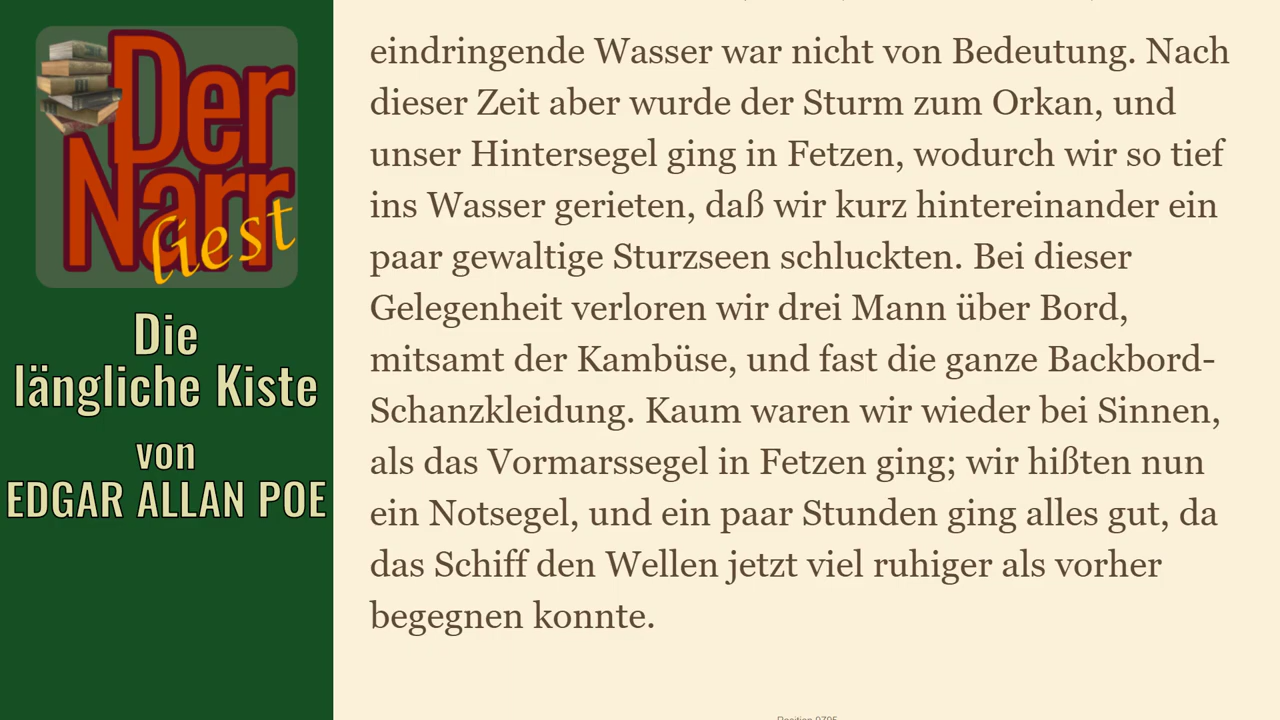 Der
Narr
liest
Die
längliche Kiste
von
EDGAR ALLAN POE
eindringende Wasser war nicht von Bedeutung. Nach
dieser Zeit aber wurde der Sturm zum Orkan, und
unser Hintersegel ging in Fetzen, wodurch wir so tief
ins Wasser gerieten, daß wir kurz hintereinander ein
paar gewaltige Sturzseen schluckten. Bei dieser
Gelegenheit verloren wir drei Mann über Bord,
mitsamt der Kambüse, und fast die ganze Backbord-
Schanzkleidung. Kaum waren wir wieder bei Sinnen,
als das Vormarssegel in Fetzen ging; wir hißten nun
ein Notsegel, und ein paar Stunden ging alles gut, da
das Schiff den Wellen jetzt viel ruhiger als vorher
begegnen konnte.